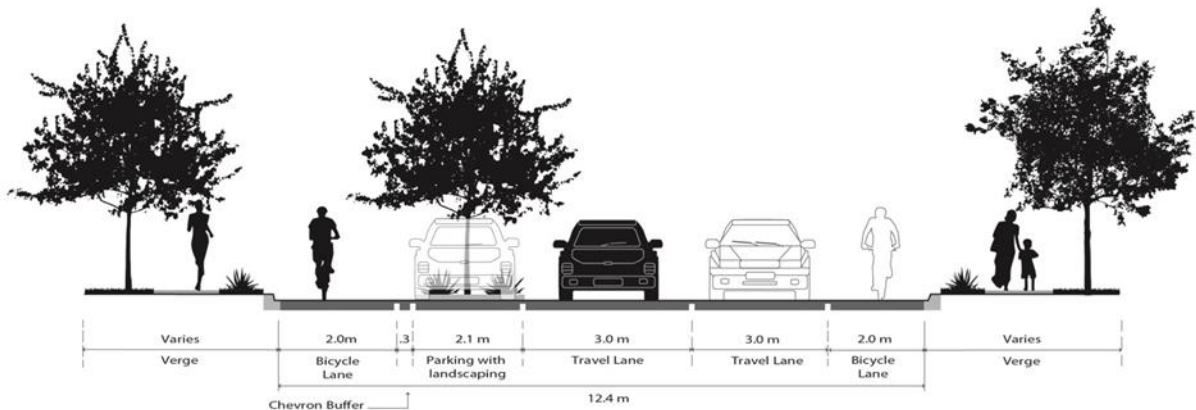 Varies 2.0m .3 2.1 m 3.0 m 3.0 m 2.0 m Varies
Verge Bicycle Lane Parking with landscaping Travel Lane Travel Lane Bicycle Lane Verge
12.4 m
Chevron Buffer